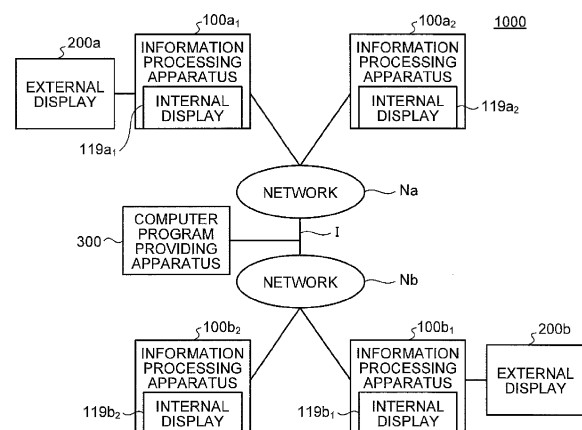 1000
100a₁
100a₂
200a
INFORMATION
PROCESSING
APPARATUS
INFORMATION
PROCESSING
APPARATUS
EXTERNAL
DISPLAY
INTERNAL
DISPLAY
INTERNAL
DISPLAY
119a₁
119a₂
NETWORK
Na
COMPUTER
PROGRAM
PROVIDING
APPARATUS
300
I
NETWORK
Nb
100b₂
100b₁
200b
INFORMATION
PROCESSING
APPARATUS
INFORMATION
PROCESSING
APPARATUS
EXTERNAL
DISPLAY
119b₂
INTERNAL
DISPLAY
119b₁
INTERNAL
DISPLAY